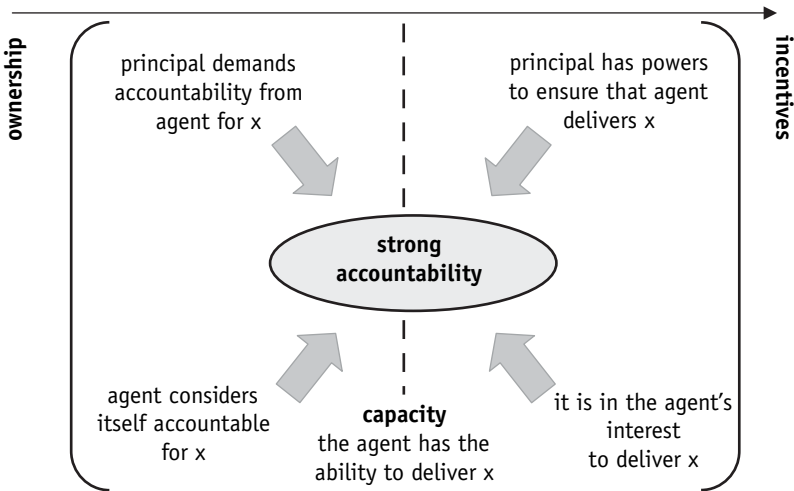 ownership
principal demands
accountability from
agent for x
principal has powers
to ensure that agent
delivers x
incentives
strong
accountability
agent considers
itself accountable
for x
capacity
the agent has the
ability to deliver x
it is in the agent's
interest
to deliver x